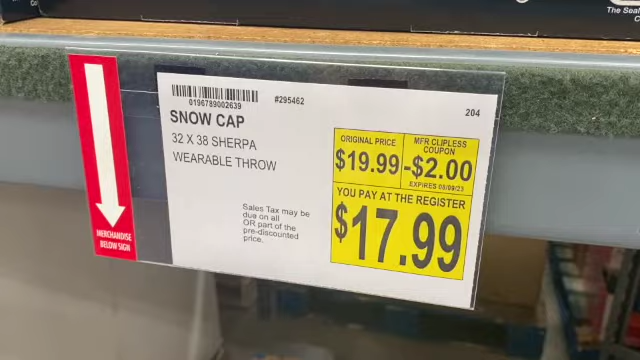 The Seaf
0196789002639
#295462
204
SNOW CAP
32 X 38 SHERPA
WEARABLE THROW
ORIGINAL PRICE
$19.99
MFR CLIPLESS
COUPON
-$2.00
EXPIRES 08/09/23
YOU PAY AT THE REGISTER
$17.99
Sales Tax may be
due on all
OR part of the
pre-discounted
price.
MERCHANDISE
BELOW SIGN